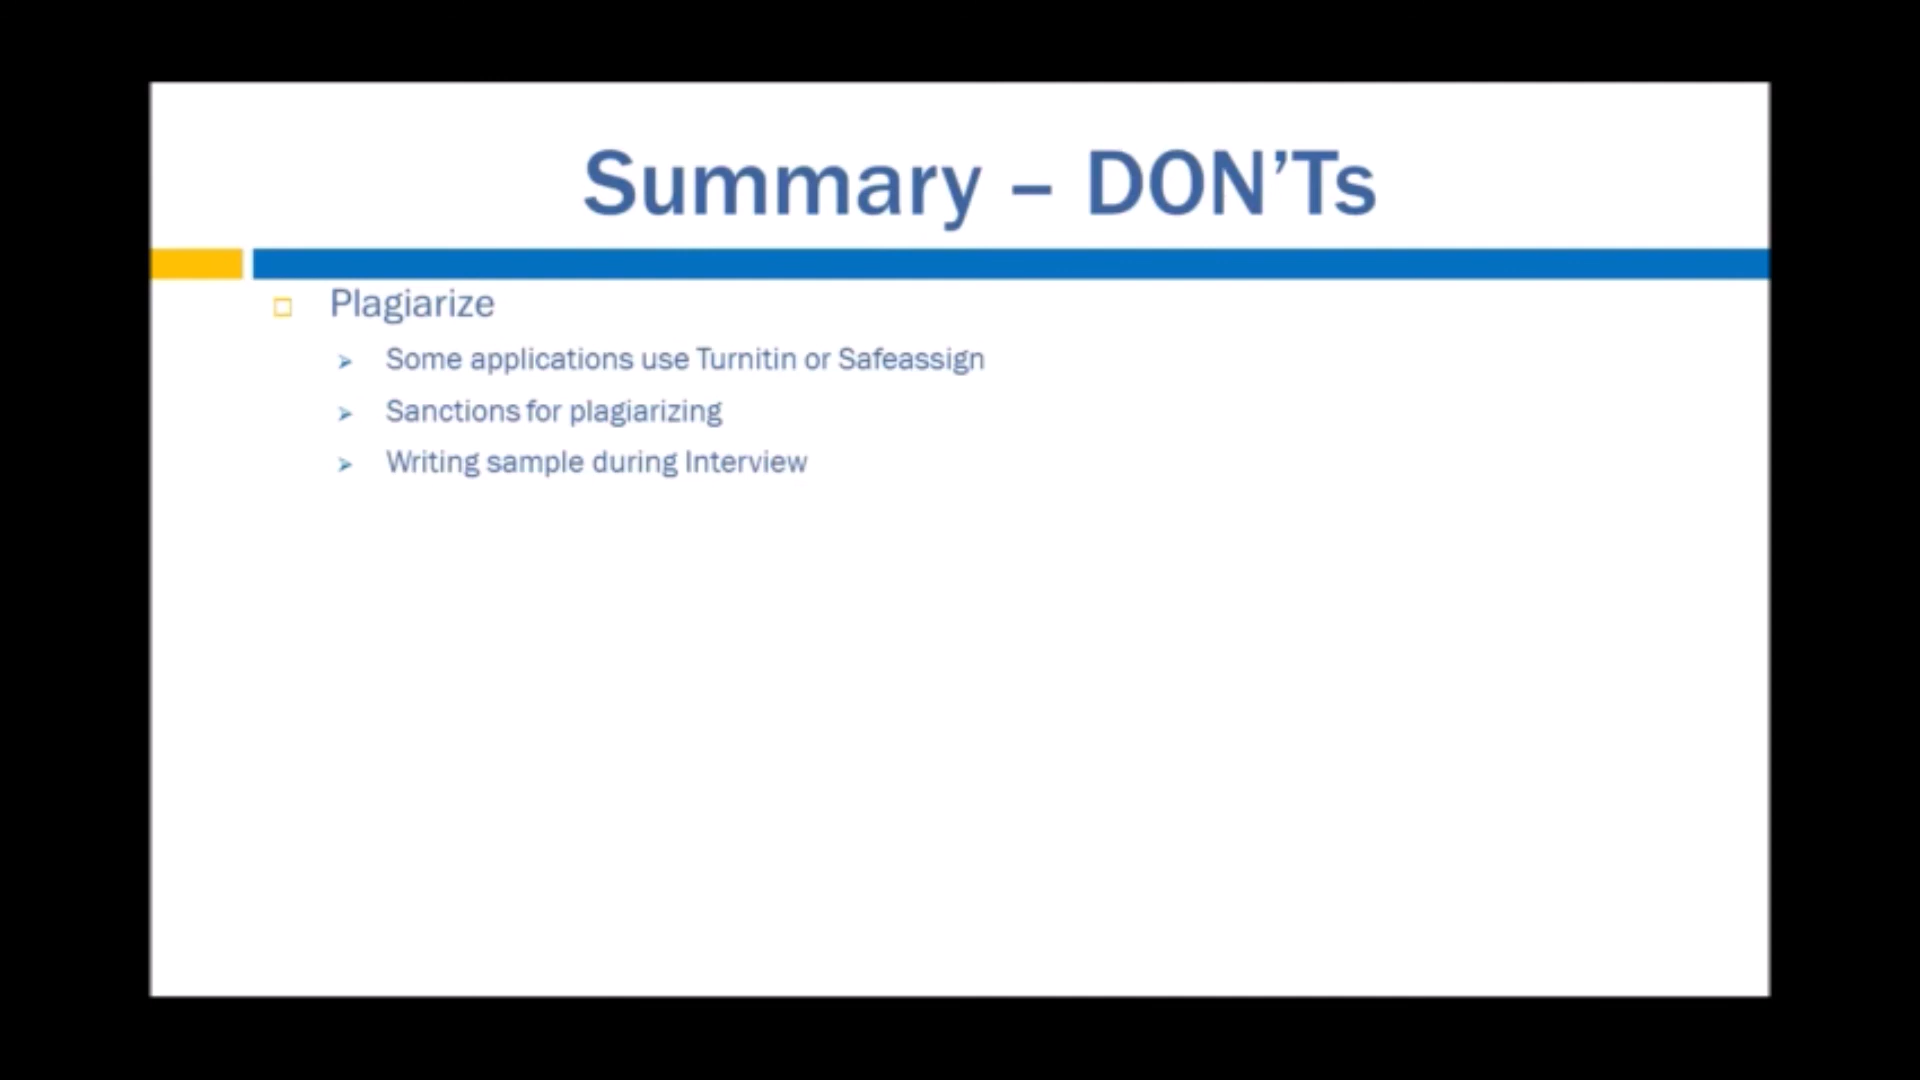 Summary – DON’Ts
Plagiarize
Some applications use Turnitin or Safeassign
Sanctions for plagiarizing
Writing sample during Interview